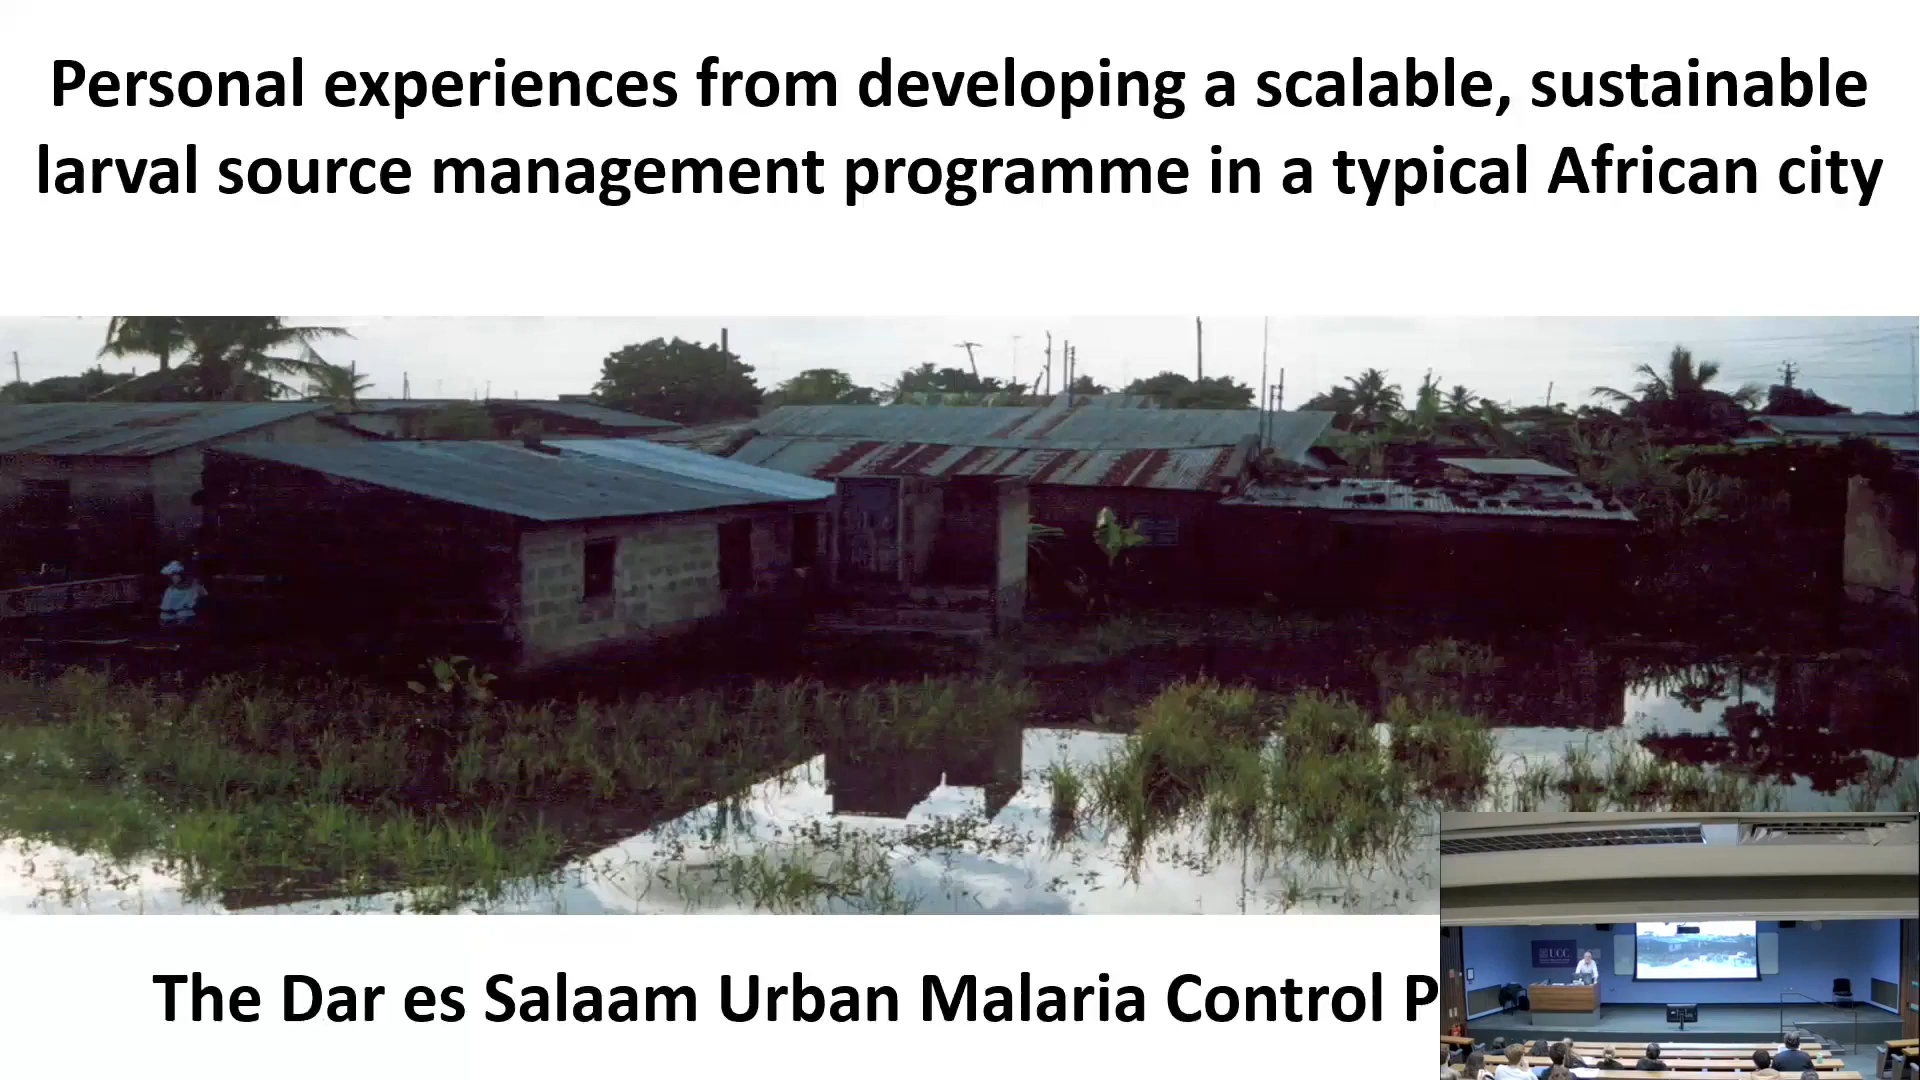 Personal experiences from developing a scalable, sustainable
larval source management programme in a typical African city
The Dar es Salaam Urban Malaria Control P
UCC